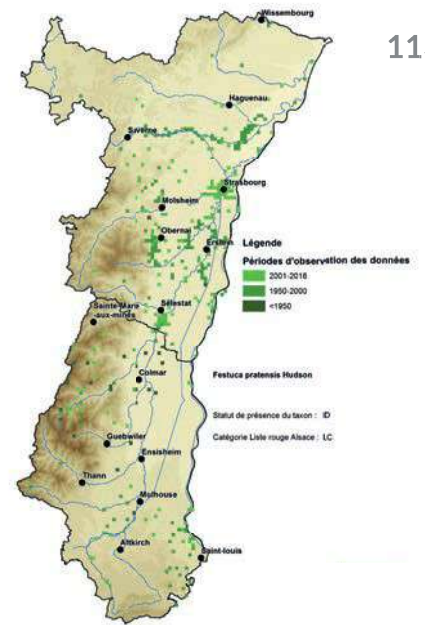 Wissembourg
11
Haguenau
Saverne
Strasbourg
Molsheim
Obernai
Erstein
Légende
Périodes d'observation des données
2001-2016
1950-2000
<1950
Sélestat
Sainte-Marie
-aux-mines
Colmar
Festuca pratensis Hudson
Statut de présence du taxon : ID
Catégorie Liste rouge Alsace : LC
Guebwiler
Ensisheim
Thann
Mulhouse
Altkirch
Saint-louis